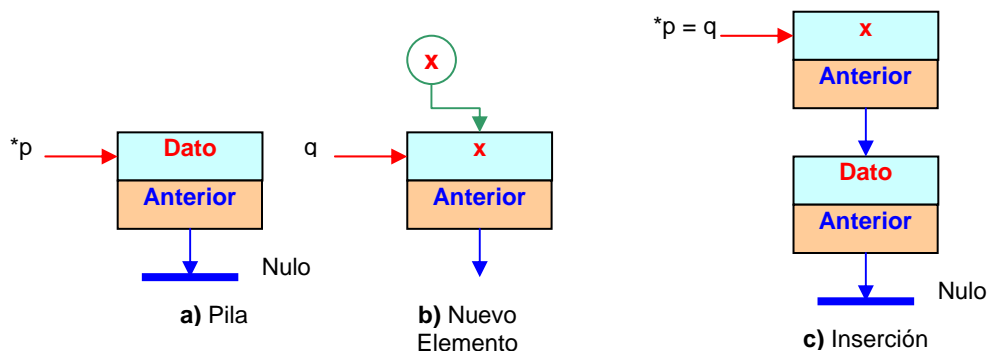 *p
Dato
Anterior
Nulo
a) Pila
x
q
x
Anterior
b) Nuevo
Elemento
*p = q
x
Anterior
Dato
Anterior
Nulo
c) Inserción